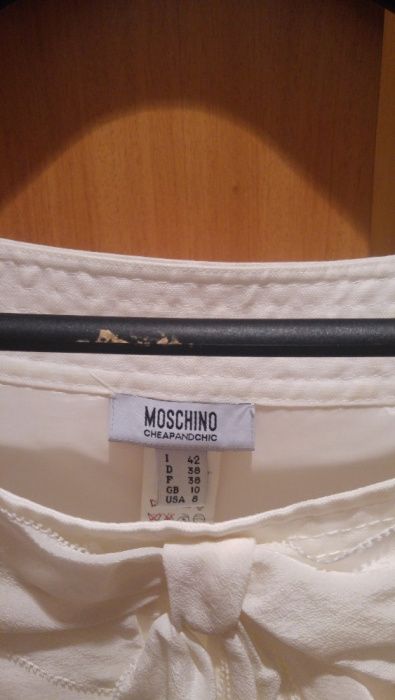 MOSCHINO
CHEAPANDCHIC
I 42
D 38
F 38
GB 10
USA 8